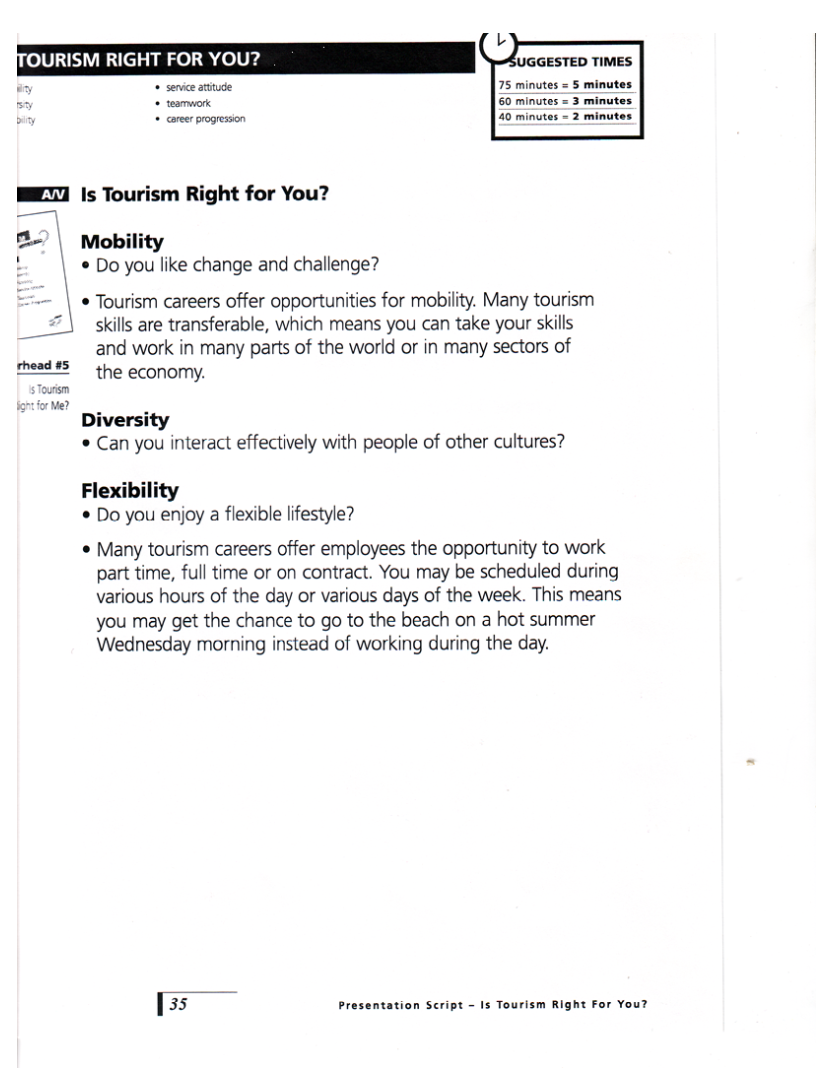 TOURISM RIGHT FOR YOU?
SUGGESTED TIMES
75 minutes = 5 minutes
60 minutes = 3 minutes
40 minutes = 2 minutes
• service attitude
• teamwork
• career progression
A/V Is Tourism Right for You?
Mobility
• Do you like change and challenge?
• Tourism careers offer opportunities for mobility. Many tourism
skills are transferable, which means you can take your skills
and work in many parts of the world or in many sectors of
the economy.
rhead #5
Is Tourism
ight for Me?
Diversity
• Can you interact effectively with people of other cultures?
Flexibility
• Do you enjoy a flexible lifestyle?
• Many tourism careers offer employees the opportunity to work
part time, full time or on contract. You may be scheduled during
various hours of the day or various days of the week. This means
you may get the chance to go to the beach on a hot summer
Wednesday morning instead of working during the day.
35
Presentation Script – Is Tourism Right For You?